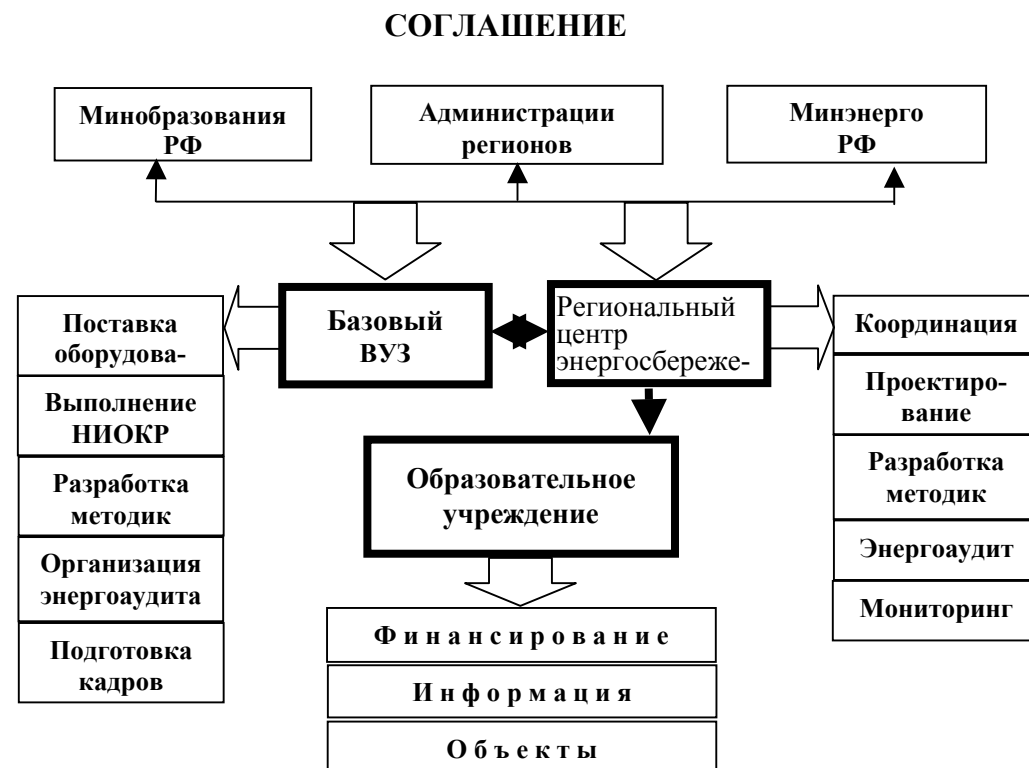 СОГЛАШЕНИЕ
Минобразования
РФ
Администрации
регионов
Минэнерго
РФ
Базовый
ВУЗ
Региональный
центр
энергосбереже-
Поставка
оборудова-
Выполнение
НИОКР
Разработка
методик
Организация
энергоаудита
Подготовка
кадров
Образовательное
учреждение
Финансирование
Информация
Объекты
Координация
Проектиро-
вание
Разработка
методик
Энергоаудит
Мониторинг